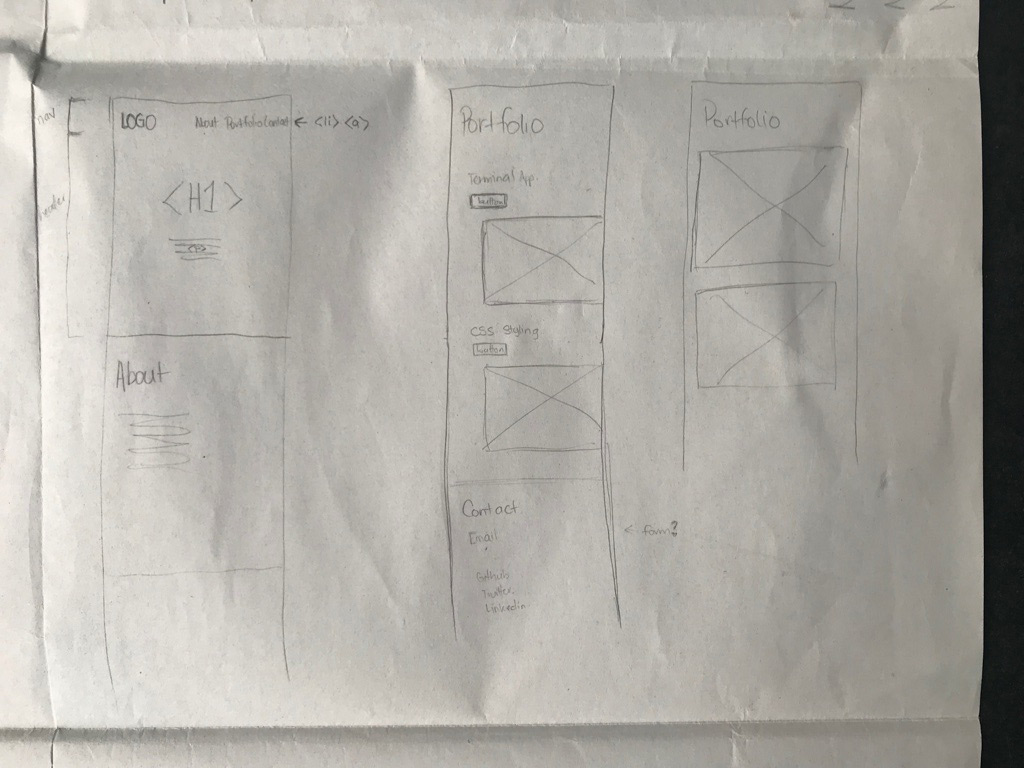 nav
LOGO
About Portfolio Contact ← <li> <a>
header
<H1>
<P>
About
Portfolio
Terminal App
button
CSS Styling
button
Contact
Email
Github
Twitter
Linkedin
← form?
Portfolio